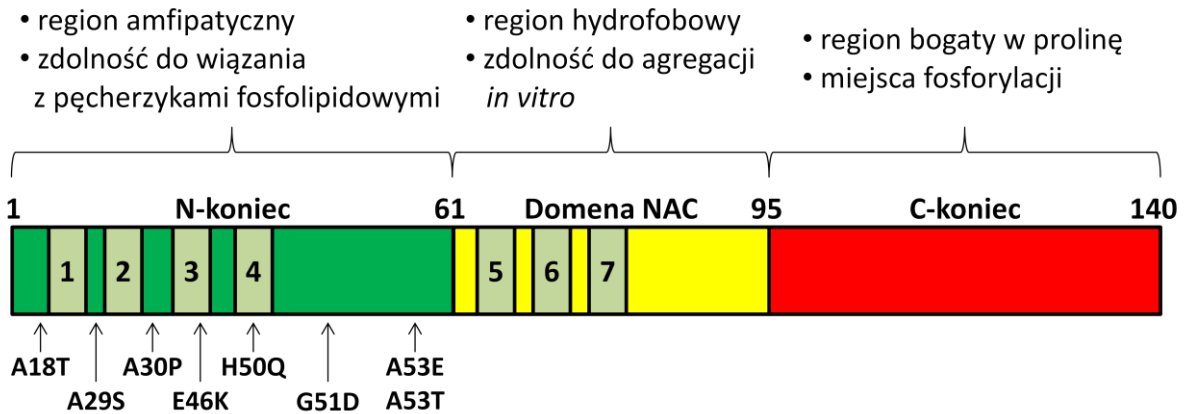 • region amfipatyczny
• zdolność do wiązania
z pęcherzykami fosfolipidowymi
• region hydrofobowy
• zdolność do agregacji
in vitro
• region bogaty w prolinę
• miejsca fosforylacji
1 N-koniec 61 Domena NAC 95 C-koniec 140
1 2 3 4 5 6 7
A18T A30P H50Q A53E
A29S E46K G51D A53T